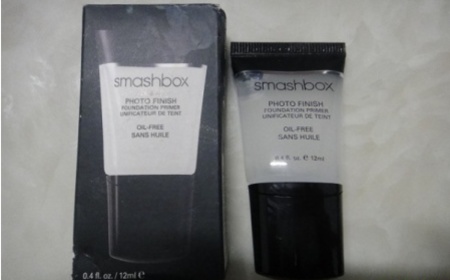 smashbox
PHOTO FINISH
FOUNDATION PRIMER
UNIFICATEUR DE TEINT
OIL-FREE
SANS HUILE
0.4 fl. oz. / 12ml e
smashbox
PHOTO FINISH
FOUNDATION PRIMER
UNIFICATEUR DE TEINT
OIL-FREE
SANS HUILE
0.4 fl. oz. / 12ml